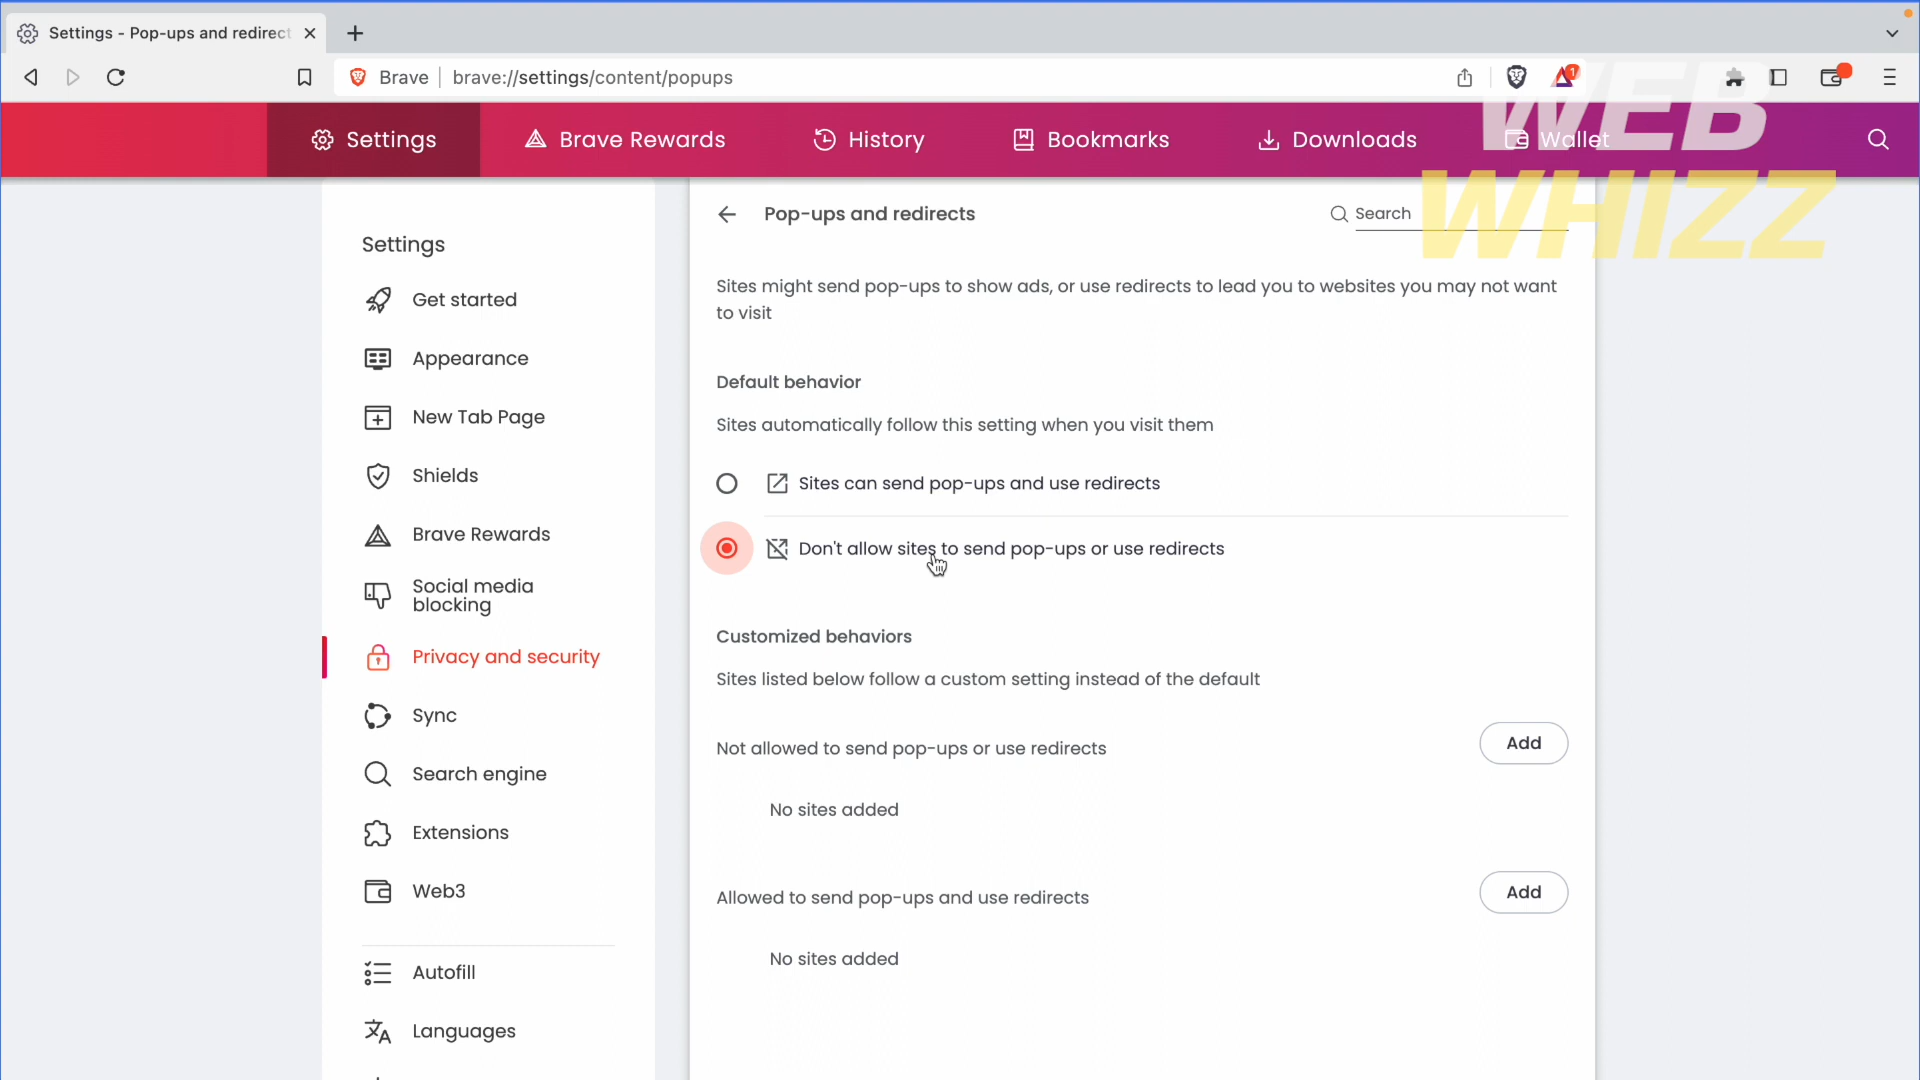 Settings - Pop-ups and redirect
Brave
brave://settings/content/popups
1
WEB
WHIZZ
Settings
Brave Rewards
History
Bookmarks
Downloads
Wallet
Settings
Get started
Appearance
New Tab Page
Shields
Brave Rewards
Social media
blocking
Privacy and security
Sync
Search engine
Extensions
Web3
Autofill
Languages
Pop-ups and redirects
Search
Sites might send pop-ups to show ads, or use redirects to lead you to websites you may not want
to visit
Default behavior
Sites automatically follow this setting when you visit them
Sites can send pop-ups and use redirects
Don't allow sites to send pop-ups or use redirects
Customized behaviors
Sites listed below follow a custom setting instead of the default
Not allowed to send pop-ups or use redirects
Add
No sites added
Allowed to send pop-ups and use redirects
Add
No sites added